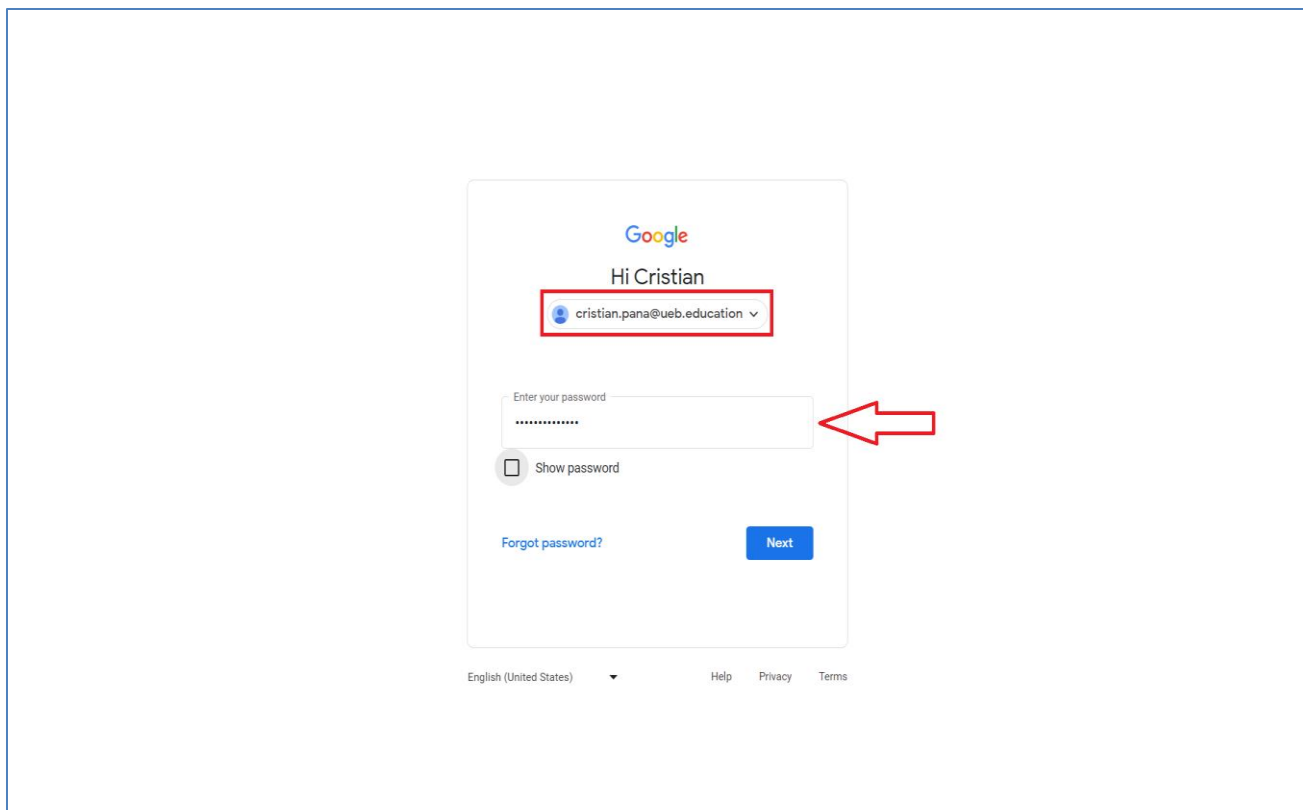 Google
Hi Cristian
cristian.pana@ueb.education
Enter your password
••••••••••••••
Show password
Forgot password?
Next
English (United States)
Help Privacy Terms